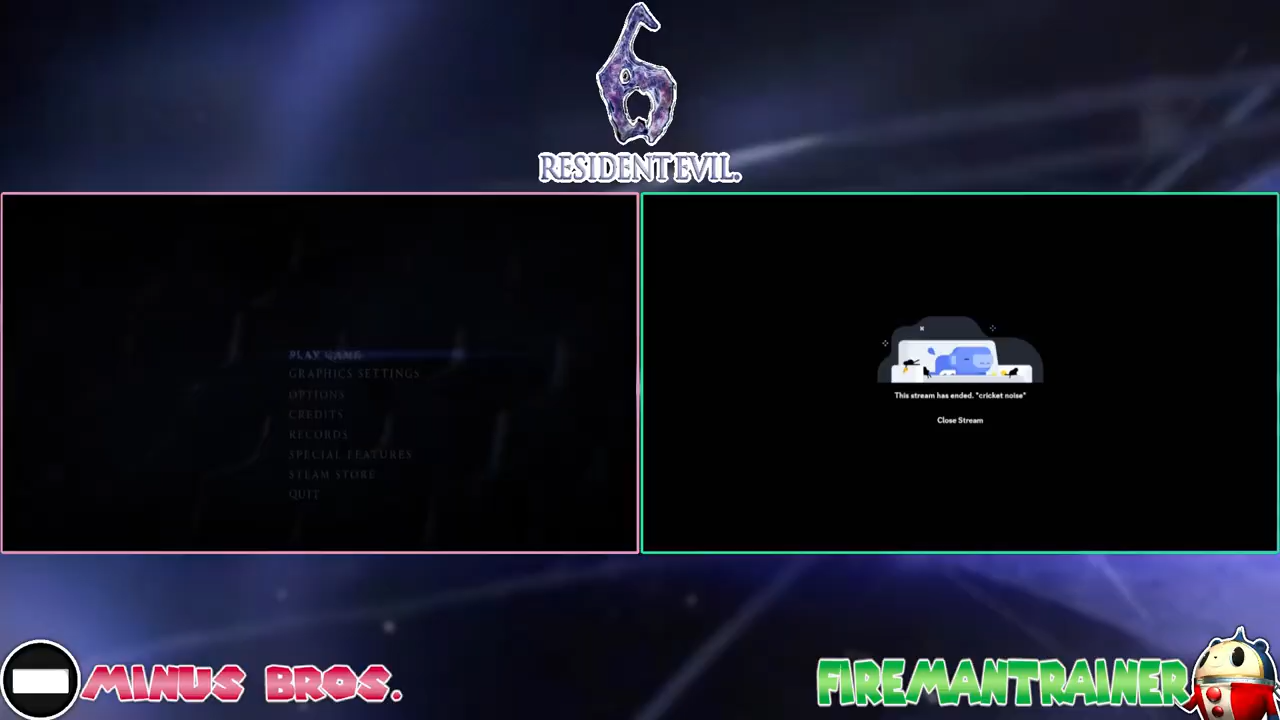 RESIDENT EVIL.
PLAY GAME
GRAPHICS SETTINGS
OPTIONS
CREDITS
RECORDS
SPECIAL FEATURES
STEAM STORE
QUIT
This stream has ended. *cricket noise*
Close Stream
MINUS BROS.
FIREMANTRAINER